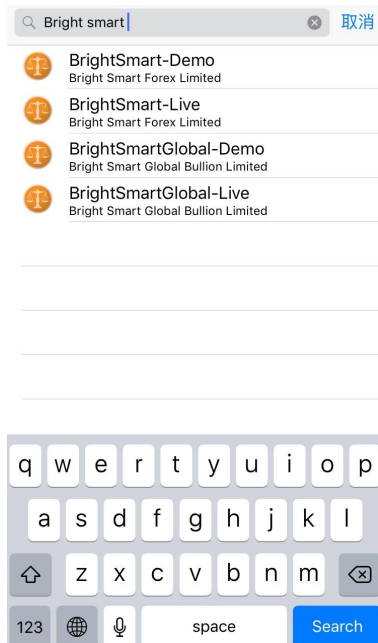 Bright smart
取消
BrightSmart-Demo
Bright Smart Forex Limited
BrightSmart-Live
Bright Smart Forex Limited
BrightSmartGlobal-Demo
Bright Smart Global Bullion Limited
BrightSmartGlobal-Live
Bright Smart Global Bullion Limited
q w e r t y u i o p
a s d f g h j k l
z x c v b n m
123 space Search